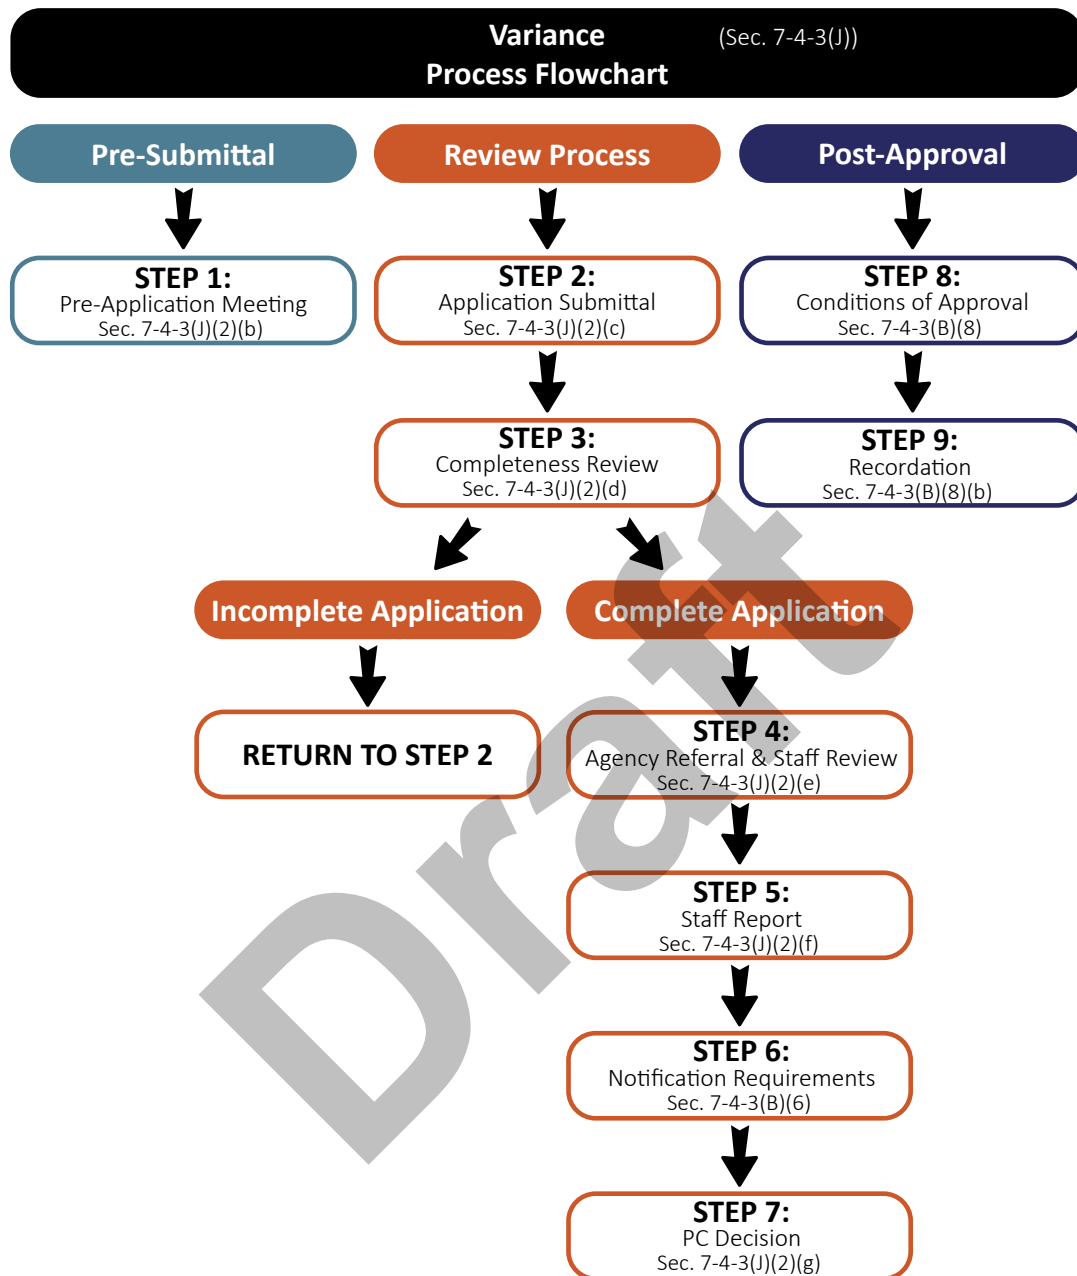 Variance (Sec. 7-4-3(J))
Process Flowchart
Pre-Submittal
Review Process
Post-Approval
STEP 1:
Pre-Application Meeting
Sec. 7-4-3(J)(2)(b)
STEP 2:
Application Submittal
Sec. 7-4-3(J)(2)(c)
STEP 8:
Conditions of Approval
Sec. 7-4-3(B)(8)
STEP 3:
Completeness Review
Sec. 7-4-3(J)(2)(d)
STEP 9:
Recordation
Sec. 7-4-3(B)(8)(b)
Incomplete Application
Complete Application
RETURN TO STEP 2
STEP 4:
Agency Referral & Staff Review
Sec. 7-4-3(J)(2)(e)
STEP 5:
Staff Report
Sec. 7-4-3(J)(2)(f)
STEP 6:
Notification Requirements
Sec. 7-4-3(B)(6)
STEP 7:
PC Decision
Sec. 7-4-3(J)(2)(g)
Draft